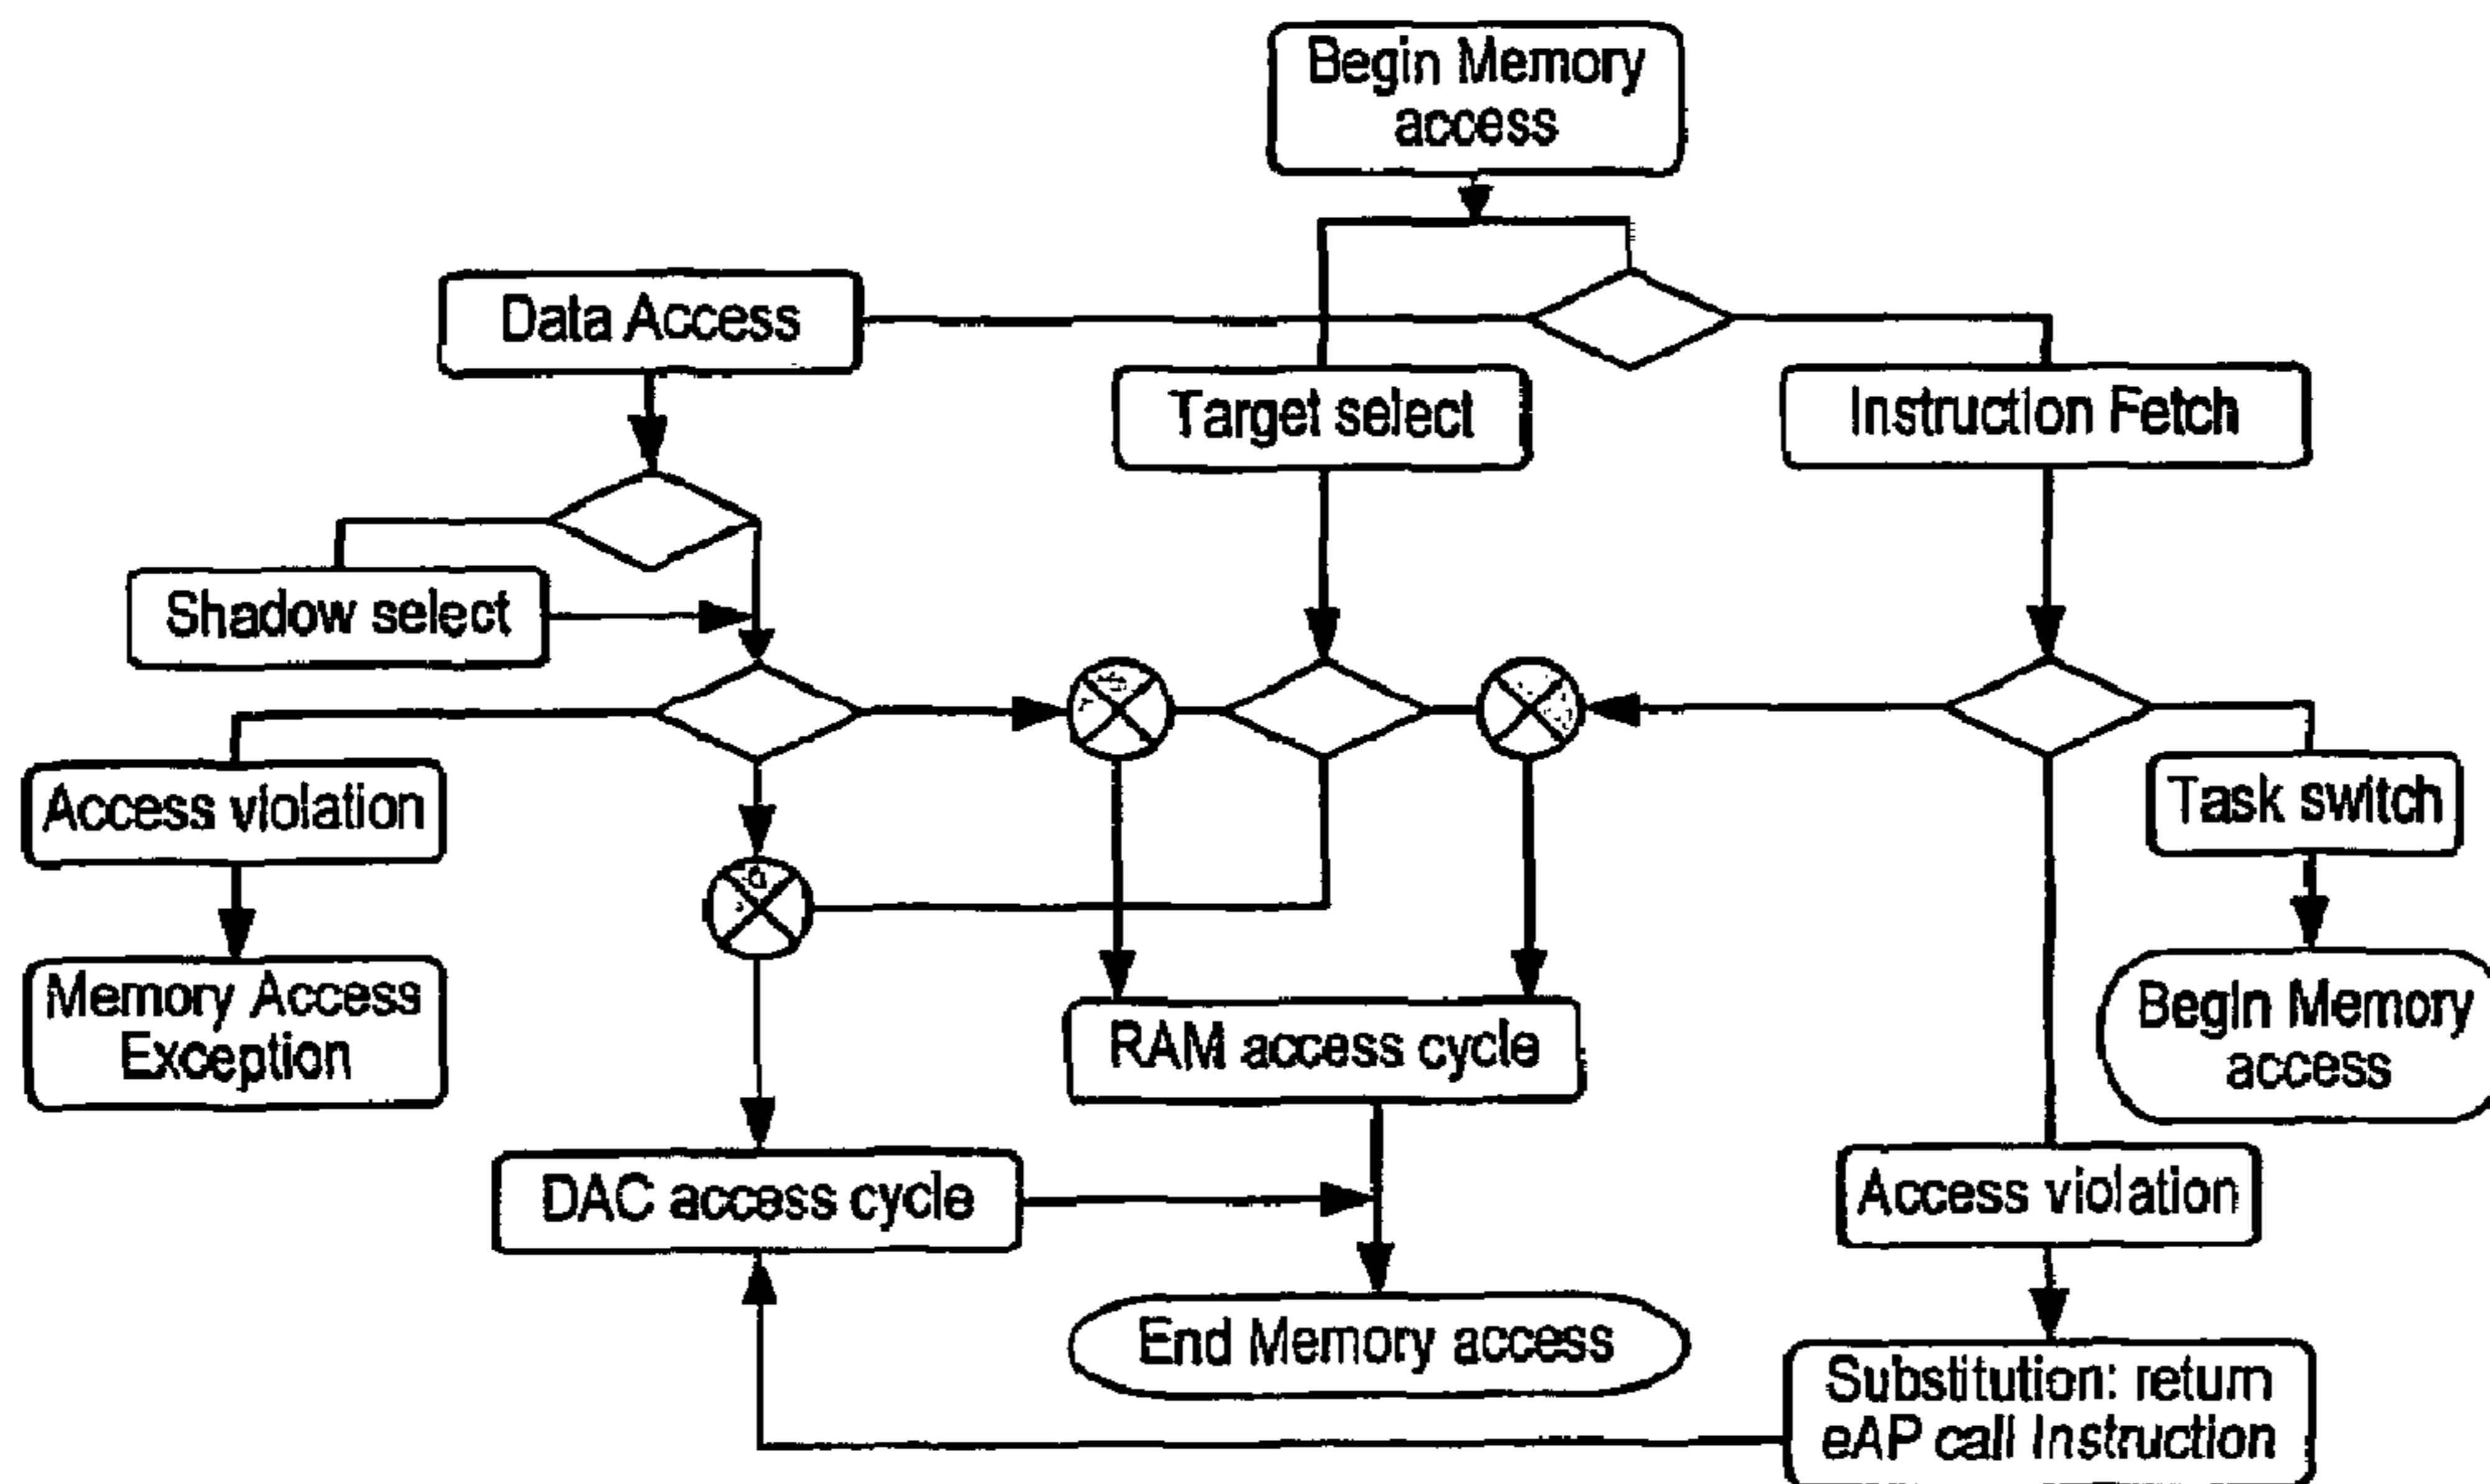 Begin Memory
access
Data Access
Target select
Instruction Fetch
Shadow select
Access violation
Task switch
Memory Access
Exception
RAM access cycle
Begin Memory
access
DAC access cycle
Access violation
End Memory access
Substitution: return
eAP call Instruction